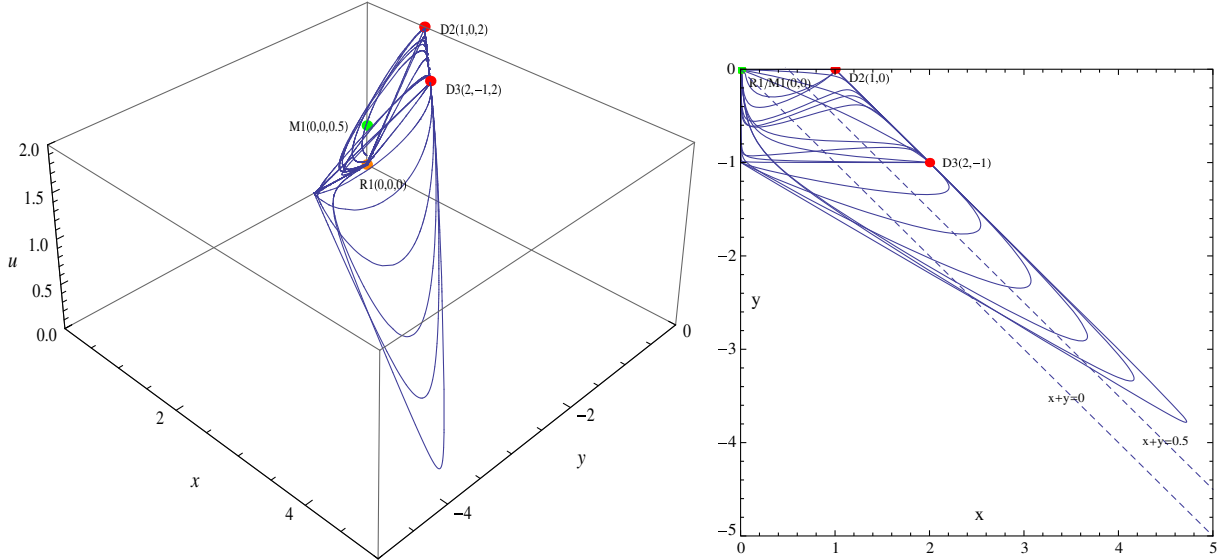 D2(1,0,2)
D3(2,−1,2)
M1(0,0,0.5)
R1(0,0,0)
2.0
1.5
1.0
0.5
0.0
u
2
4
x
0
−2
−4
y
0
−1
−2
−3
−4
−5
R1/M1(0,0)
D2(1,0)
D3(2,−1)
y
x+y=0
x+y=0.5
x
0
1
2
3
4
5